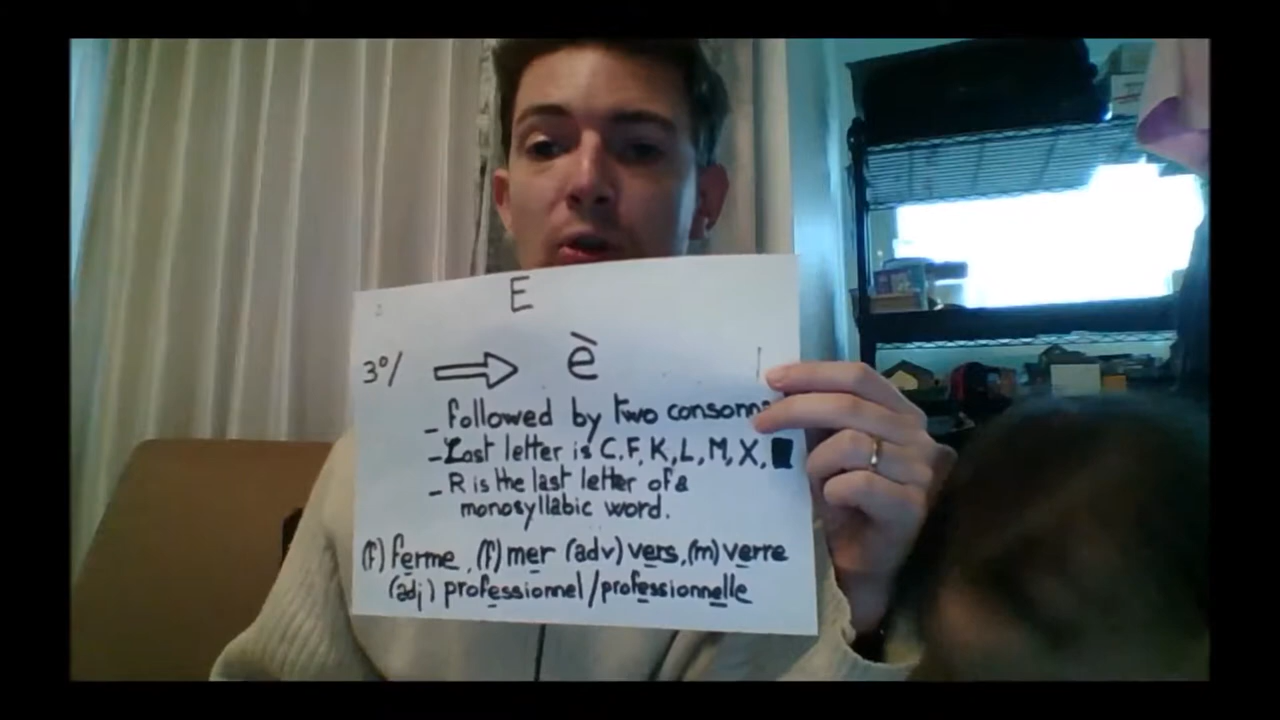 E
3% ⇒ è
- followed by two
- Last letter is C, F, K, L, M, X,
- R is the last letter of a
monosyllabic word.
(f) ferme, (f) mer (adv) vers, (m) verre
(adj) professionnel/professionnelle